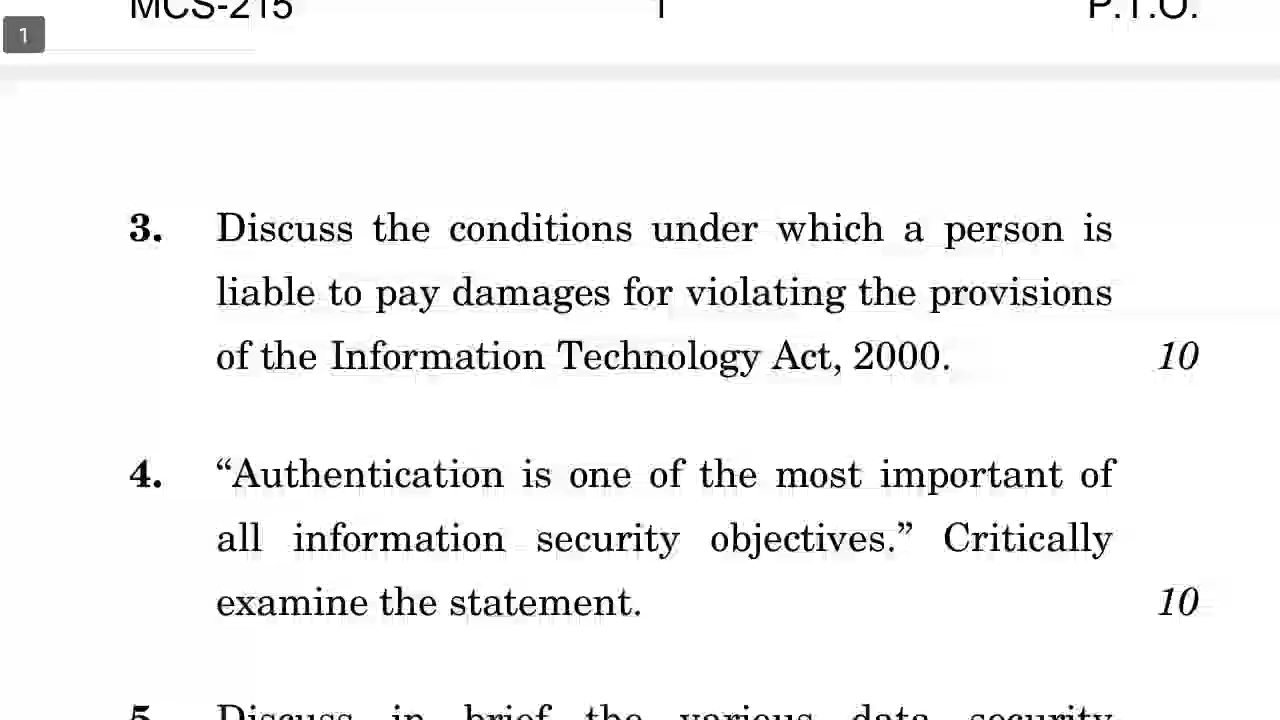 MCS-215 1 P.T.O.
1
3. Discuss the conditions under which a person is
liable to pay damages for violating the provisions
of the Information Technology Act, 2000. 10
4. “Authentication is one of the most important of
all information security objectives.” Critically
examine the statement. 10
5. Discuss in brief the various data security